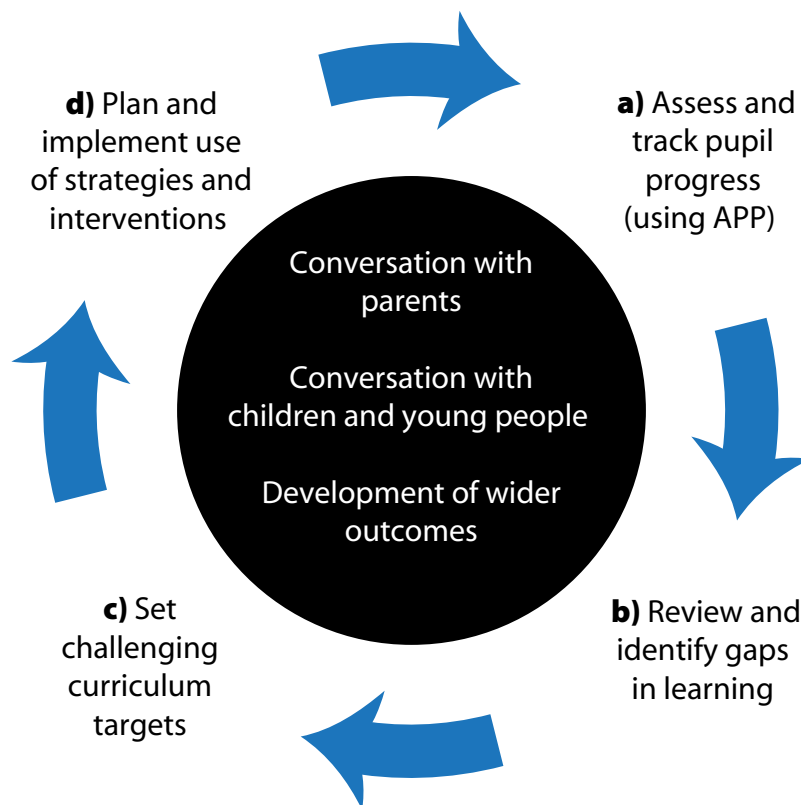 a) Assess and
track pupil
progress
(using APP)
b) Review and
identify gaps
in learning
c) Set
challenging
curriculum
targets
d) Plan and
implement use
of strategies and
interventions
Conversation with
parents
Conversation with
children and young people
Development of wider
outcomes